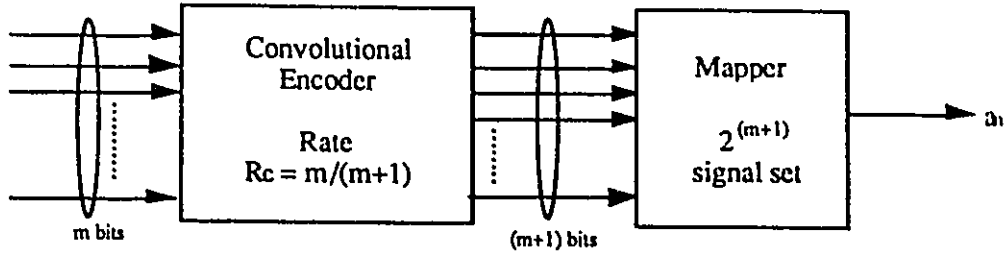 Convolutional
Encoder
Rate
Rc = m/(m+1)
Mapper
2^(m+1)
signal set
aₙ
m bits
(m+1) bits